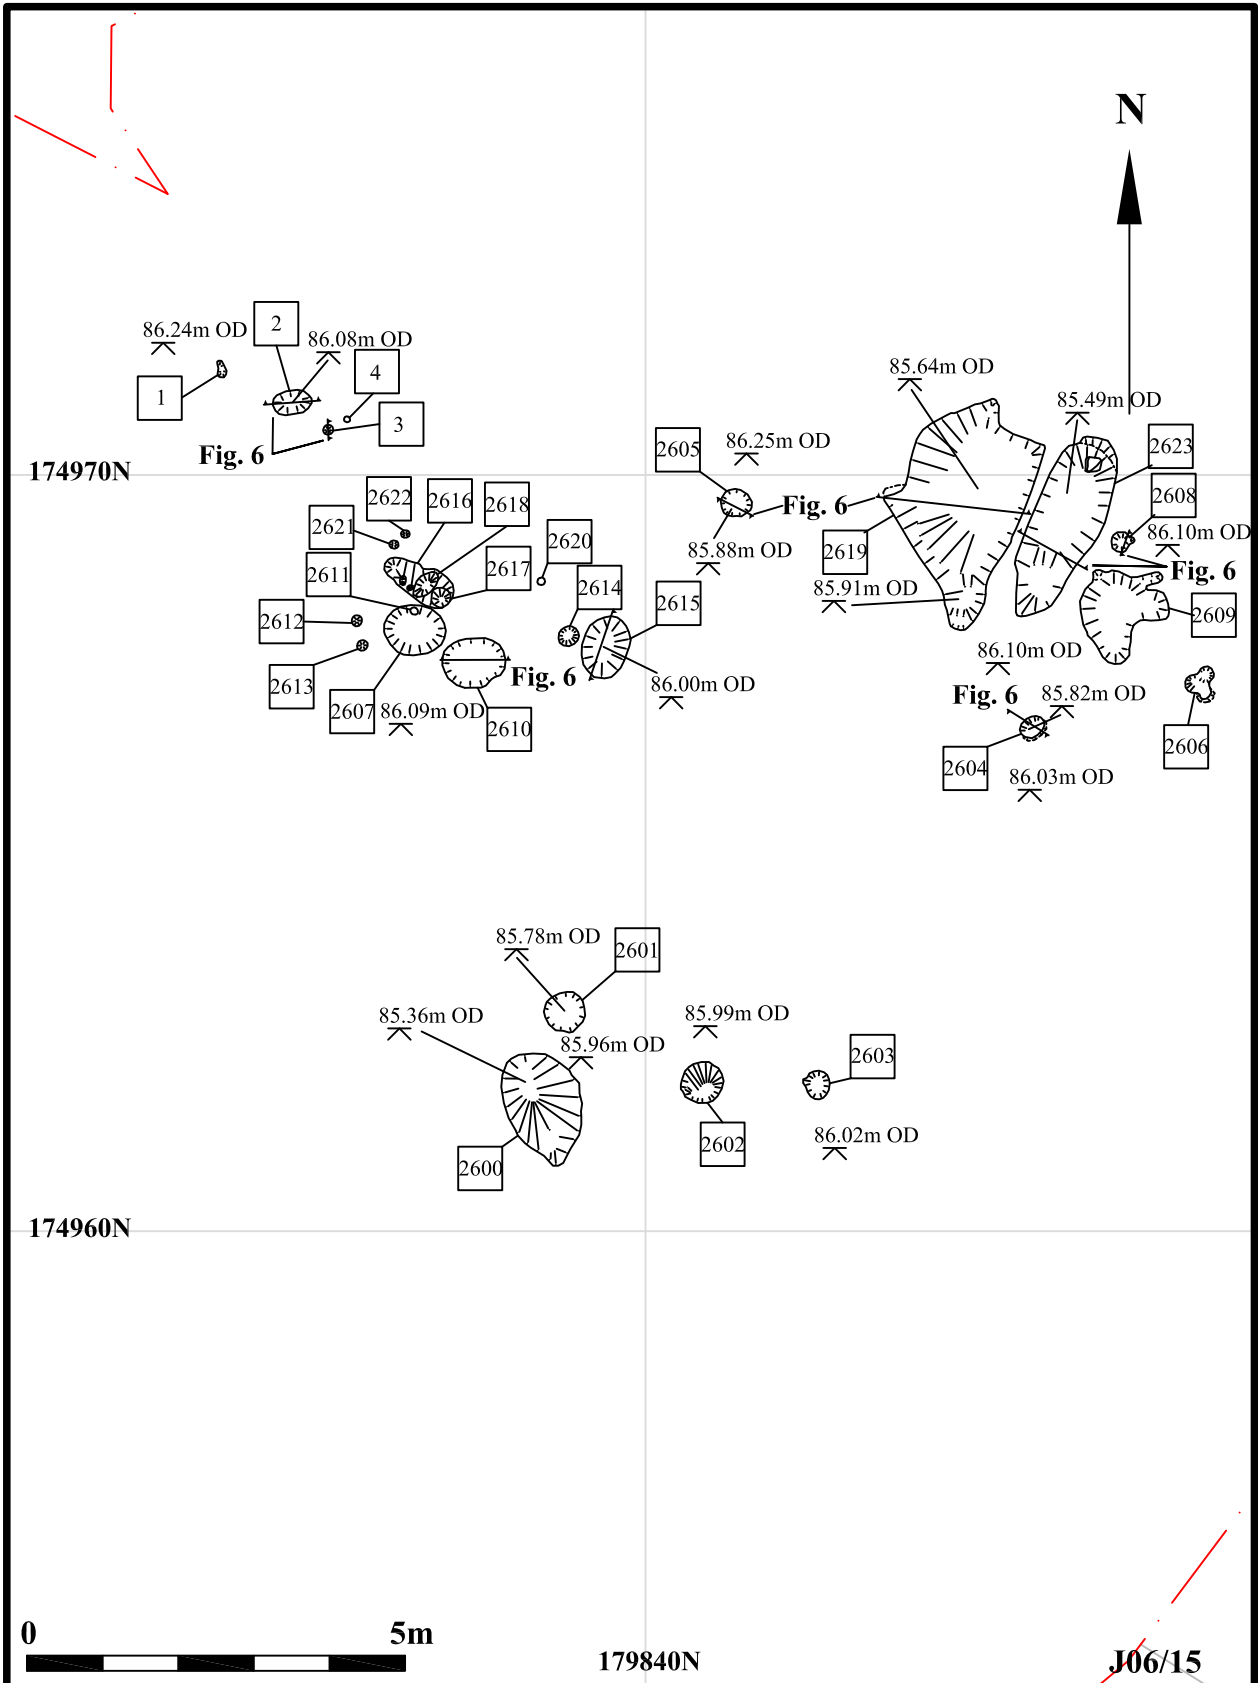 N
2
86.24m OD
86.08m OD
4
1
3
Fig. 6
174970N
85.64m OD
85.49m OD
2605
86.25m OD
2623
2622
2616
2618
Fig. 6
2608
2621
2620
86.10m OD
2619
85.88m OD
2611
2617
2614
Fig. 6
85.91m OD
2615
2612
2609
86.10m OD
2613
Fig. 6
86.00m OD
Fig. 6
85.82m OD
2607
86.09m OD
2610
2606
2604
86.03m OD
85.78m OD
2601
85.36m OD
85.99m OD
85.96m OD
2603
86.02m OD
2602
2600
174960N
0
5m
179840N
J06/15